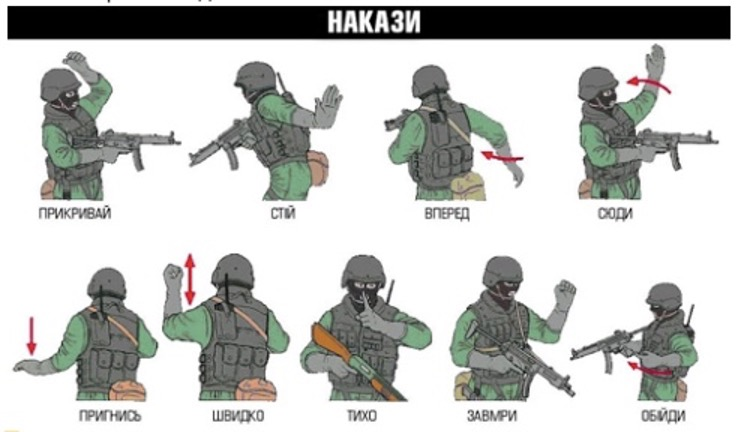 НАКАЗИ
ПРИКРИВАЙ
СТІЙ
ВПЕРЕД
СЮДИ
ПРИГНИСЬ
ШВИДКО
ТИХО
ЗАВМРИ
ОБІЙДИ